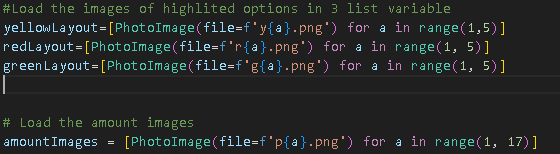 #Load the images of highlited options in 3 list variable
yellowLayout=[PhotoImage(file=f'y{a}.png') for a in range(1,5)]
redLayout=[PhotoImage(file=f'r{a}.png') for a in range(1, 5)]
greenLayout=[PhotoImage(file=f'g{a}.png') for a in range(1, 5)]
# Load the amount images
amountImages = [PhotoImage(file=f'p{a}.png') for a in range(1, 17)]